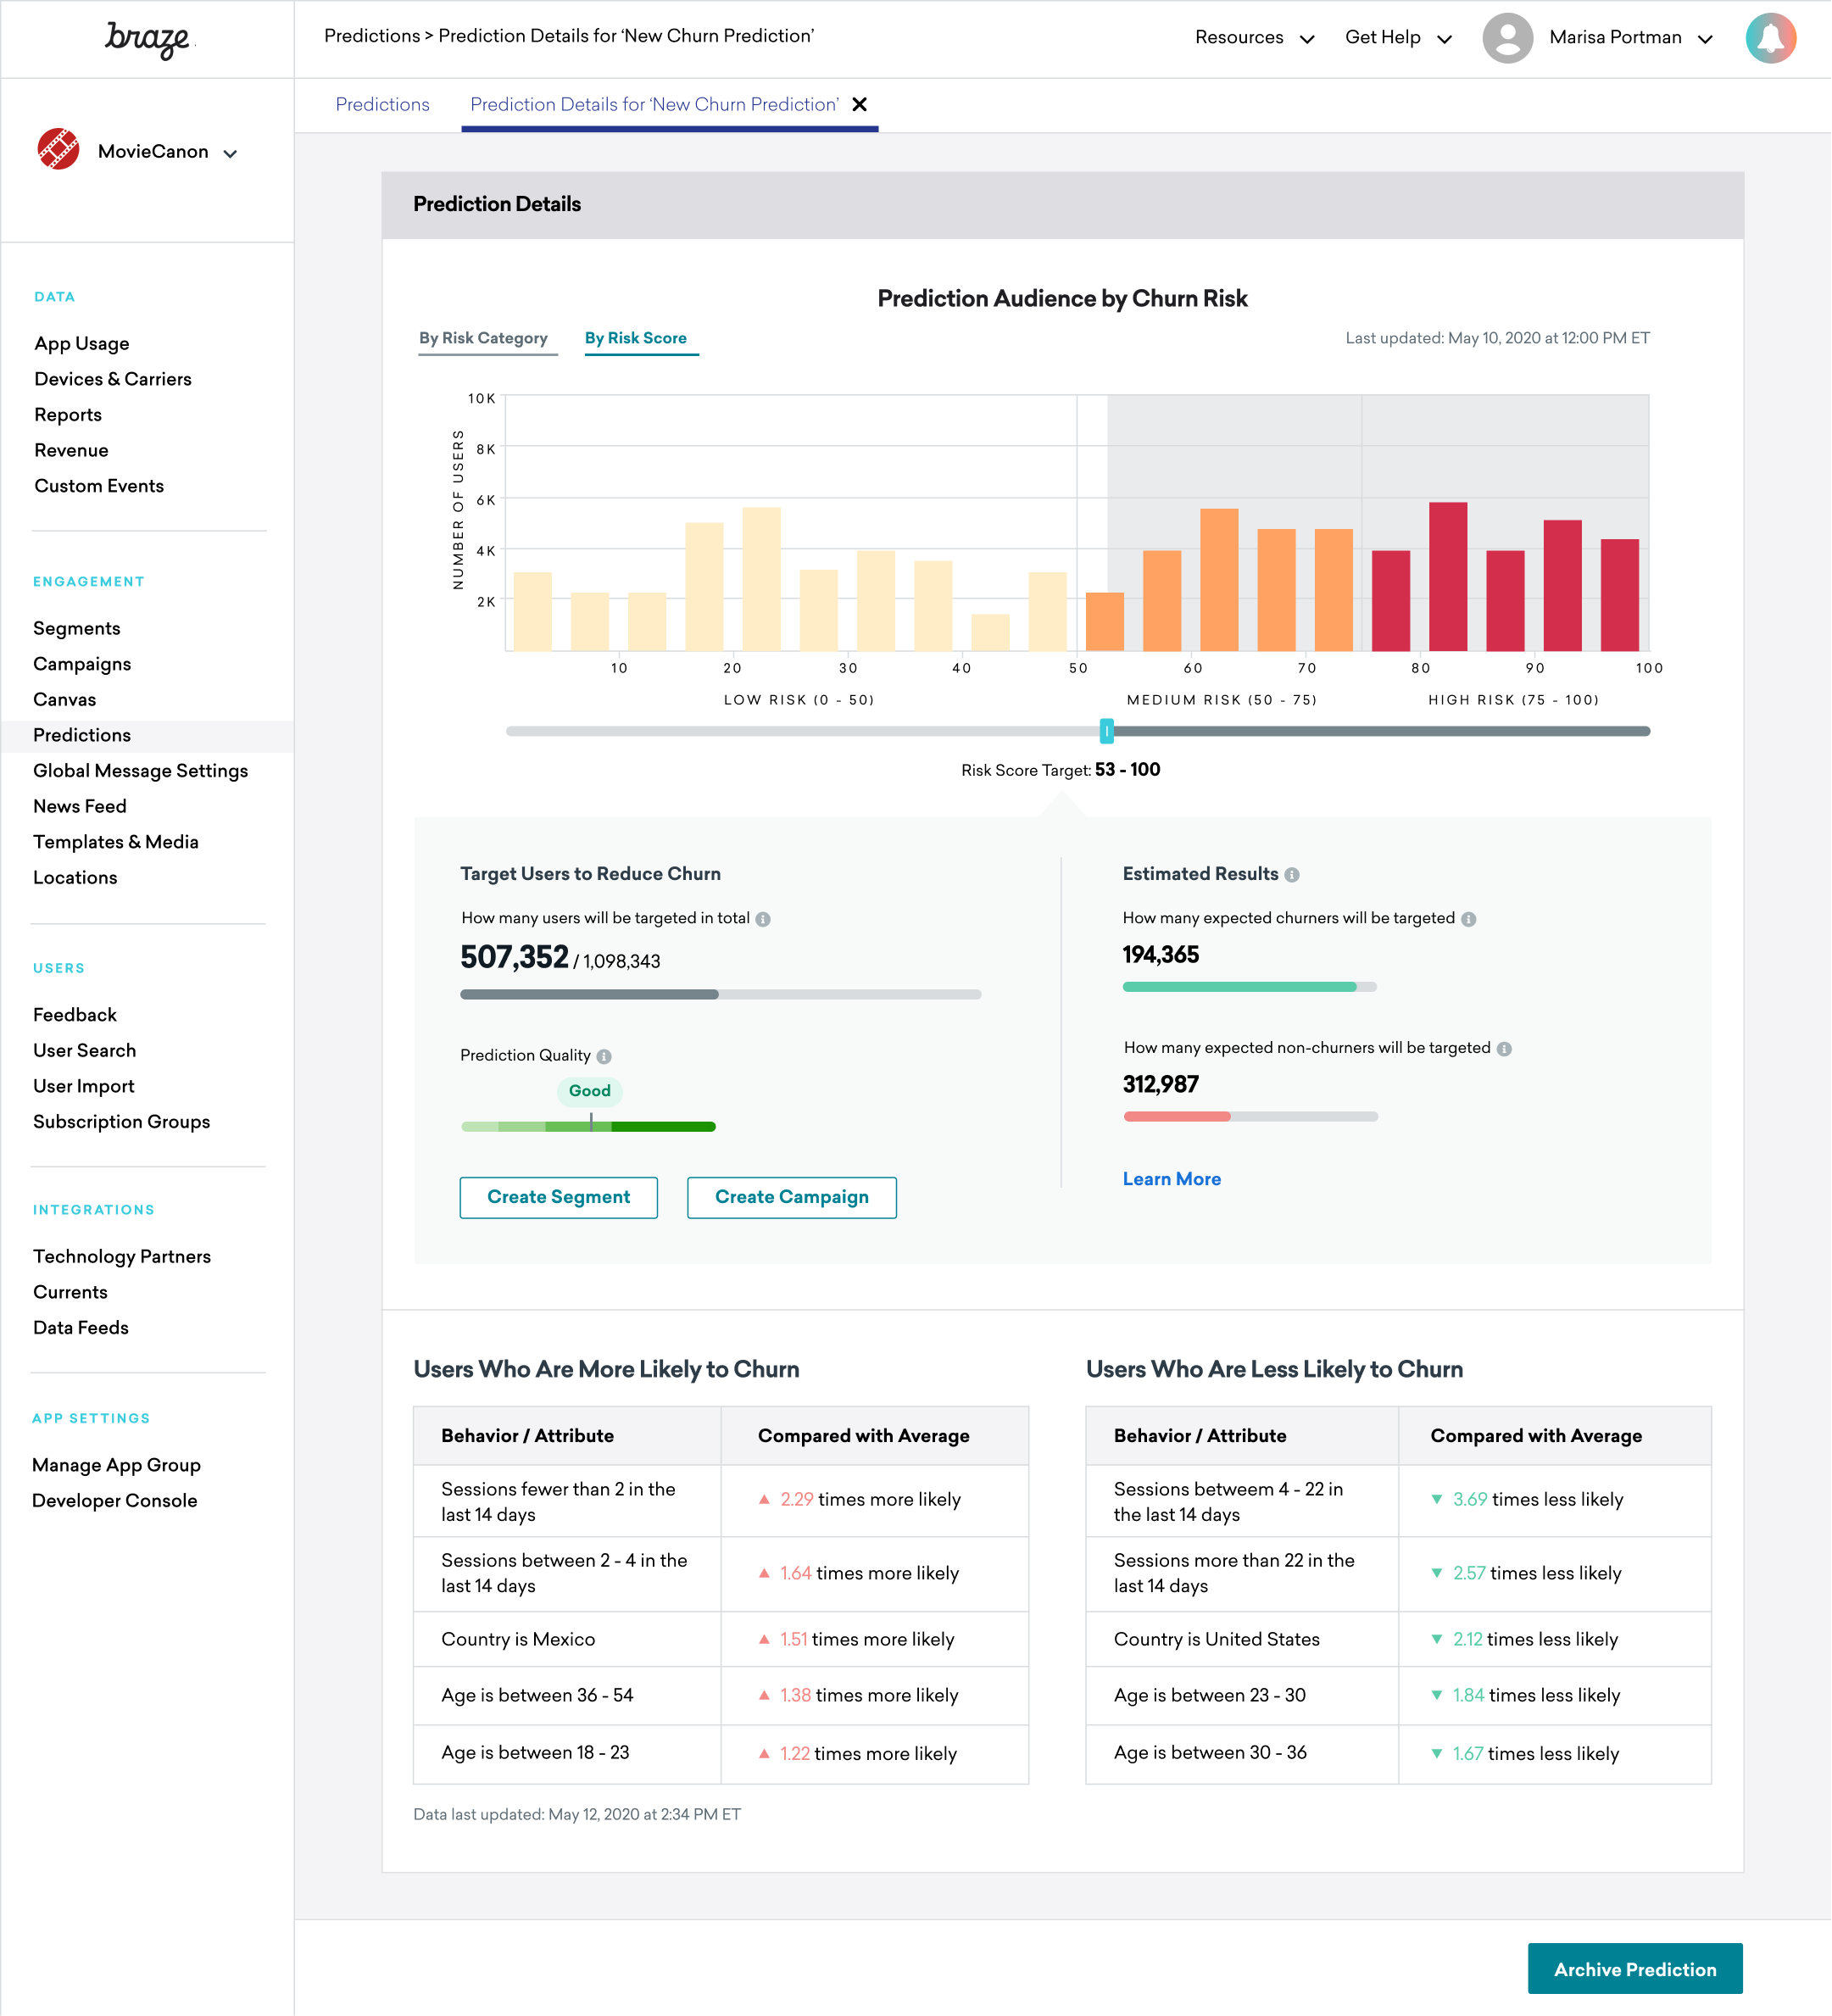 braze
Predictions > Prediction Details for ‘New Churn Prediction’
Resources
Get Help
Marisa Portman
MovieCanon
Predictions
Prediction Details for ‘New Churn Prediction’
DATA
App Usage
Devices & Carriers
Reports
Revenue
Custom Events
ENGAGEMENT
Segments
Campaigns
Canvas
Predictions
Global Message Settings
News Feed
Templates & Media
Locations
USERS
Feedback
User Search
User Import
Subscription Groups
INTEGRATIONS
Technology Partners
Currents
Data Feeds
APP SETTINGS
Manage App Group
Developer Console
Prediction Details
Prediction Audience by Churn Risk
By Risk Category
By Risk Score
Last updated: May 10, 2020 at 12:00 PM ET
NUMBER OF USERS
10 K
8 K
6 K
4 K
2 K
10 20 30 40 50 60 70 80 90 100
LOW RISK (0 - 50)
MEDIUM RISK (50 - 75)
HIGH RISK (75 - 100)
Risk Score Target: 53 - 100
Target Users to Reduce Churn
How many users will be targeted in total
507,352 / 1,098,343
Prediction Quality
Good
Create Segment
Create Campaign
Estimated Results
How many expected churners will be targeted
194,365
How many expected non-churners will be targeted
312,987
Learn More
Users Who Are More Likely to Churn
Behavior / Attribute
Compared with Average
Sessions fewer than 2 in the
last 14 days
2.29 times more likely
Sessions between 2 - 4 in the
last 14 days
1.64 times more likely
Country is Mexico
1.51 times more likely
Age is between 36 - 54
1.38 times more likely
Age is between 18 - 23
1.22 times more likely
Data last updated: May 12, 2020 at 2:34 PM ET
Users Who Are Less Likely to Churn
Behavior / Attribute
Compared with Average
Sessions betweem 4 - 22 in
the last 14 days
3.69 times less likely
Sessions more than 22 in the
last 14 days
2.57 times less likely
Country is United States
2.12 times less likely
Age is between 23 - 30
1.84 times less likely
Age is between 30 - 36
1.67 times less likely
Archive Prediction